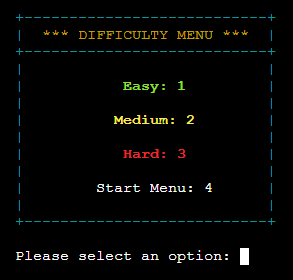 *** DIFFICULTY MENU ***
Easy: 1
Medium: 2
Hard: 3
Start Menu: 4
Please select an option: